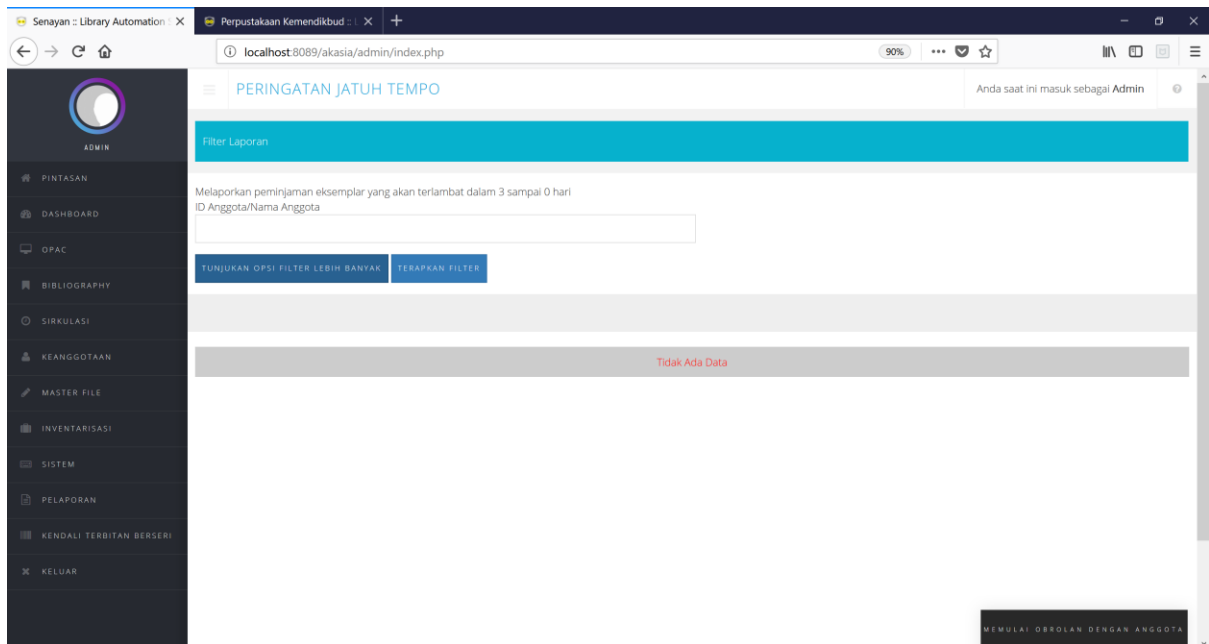 Senayan :: Library Automation S
Perpustakaan Kemendikbud :: L
localhost:8089/akasia/admin/index.php
90%
PERINGATAN JATUH TEMPO
Anda saat ini masuk sebagai Admin
ADMIN
Filter Laporan
PINTASAN
DASHBOARD
OPAC
BIBLIOGRAPHY
SIRKULASI
KEANGGOTAAN
MASTER FILE
INVENTARISASI
SISTEM
PELAPORAN
KENDALI TERBITAN BERSERI
KELUAR
Melaporkan peminjaman eksemplar yang akan terlambat dalam 3 sampai 0 hari
ID Anggota/Nama Anggota
TUNJUKAN OPSI FILTER LEBIH BANYAK
TERAPKAN FILTER
Tidak Ada Data
MEMULAI OBROLAN DENGAN ANGGOTA